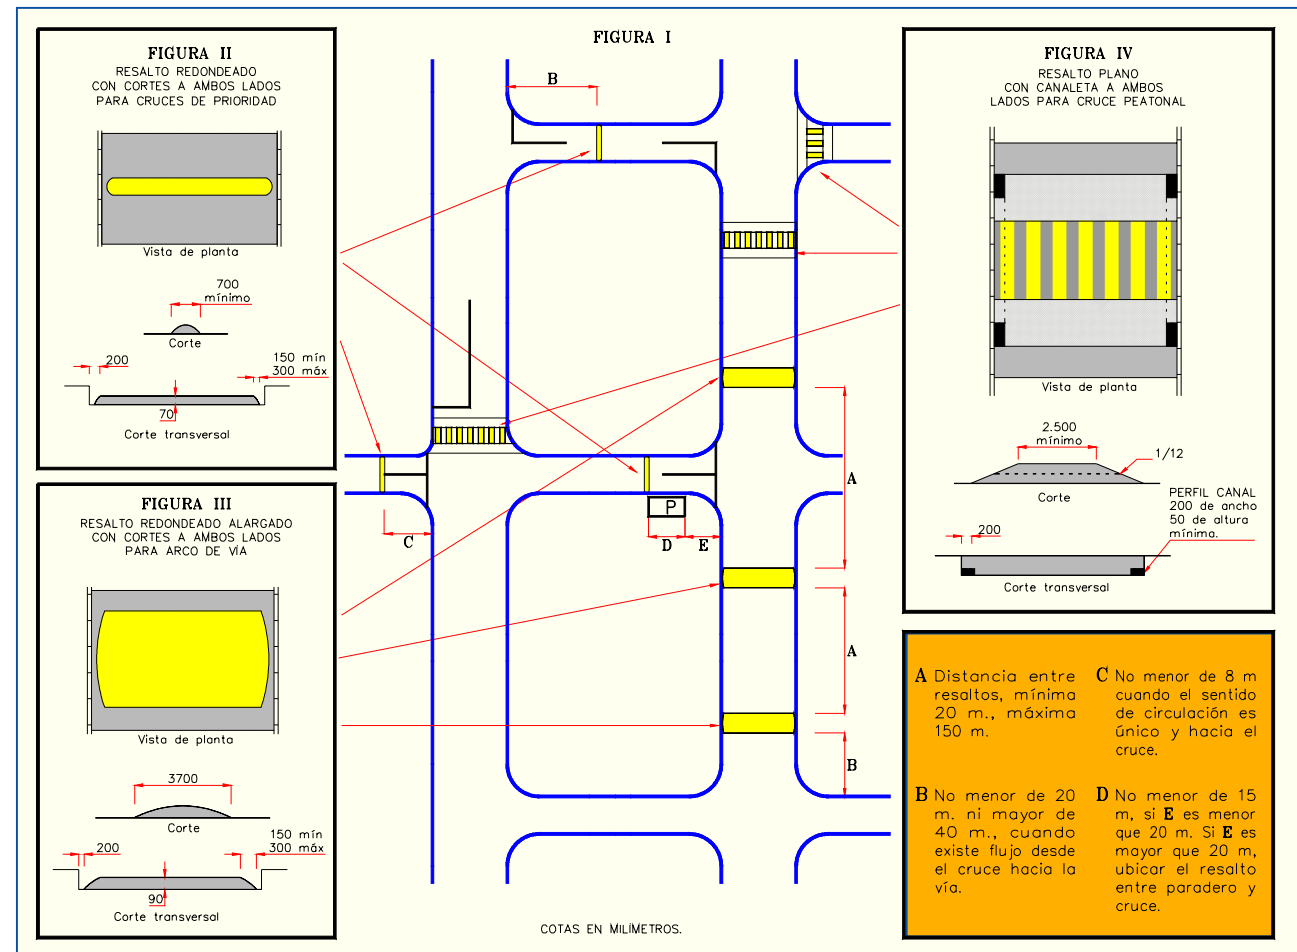 FIGURA I
FIGURA II
RESALTO REDONDEADO
CON CORTES A AMBOS LADOS
PARA CRUCES DE PRIORIDAD
Vista de planta
700
mínimo
Corte
200
150 mín
300 máx
70
Corte transversal
FIGURA III
RESALTO REDONDEADO ALARGADO
CON CORTES A AMBOS LADOS
PARA ARCO DE VÍA
Vista de planta
3700
Corte
200
150 mín
300 máx
90
Corte transversal
B
C
P
D
E
A
A
B
COTAS EN MILÍMETROS.
FIGURA IV
RESALTO PLANO
CON CANALETA A AMBOS
LADOS PARA CRUCE PEATONAL
Vista de planta
2.500
mínimo
1/12
Corte
PERFIL CANAL
200 de ancho
50 de altura
mínima.
200
Corte transversal
A Distancia entre
resaltos, mínima
20 m., máxima
150 m.
B No menor de 20
m. ni mayor de
40 m., cuando
existe flujo desde
el cruce hacia la
vía.
C No menor de 8 m
cuando el sentido
de circulación es
único y hacia el
cruce.
D No menor de 15
m, si E es menor
que 20 m. Si E es
mayor que 20 m,
ubicar el resalto
entre paradero y
cruce.